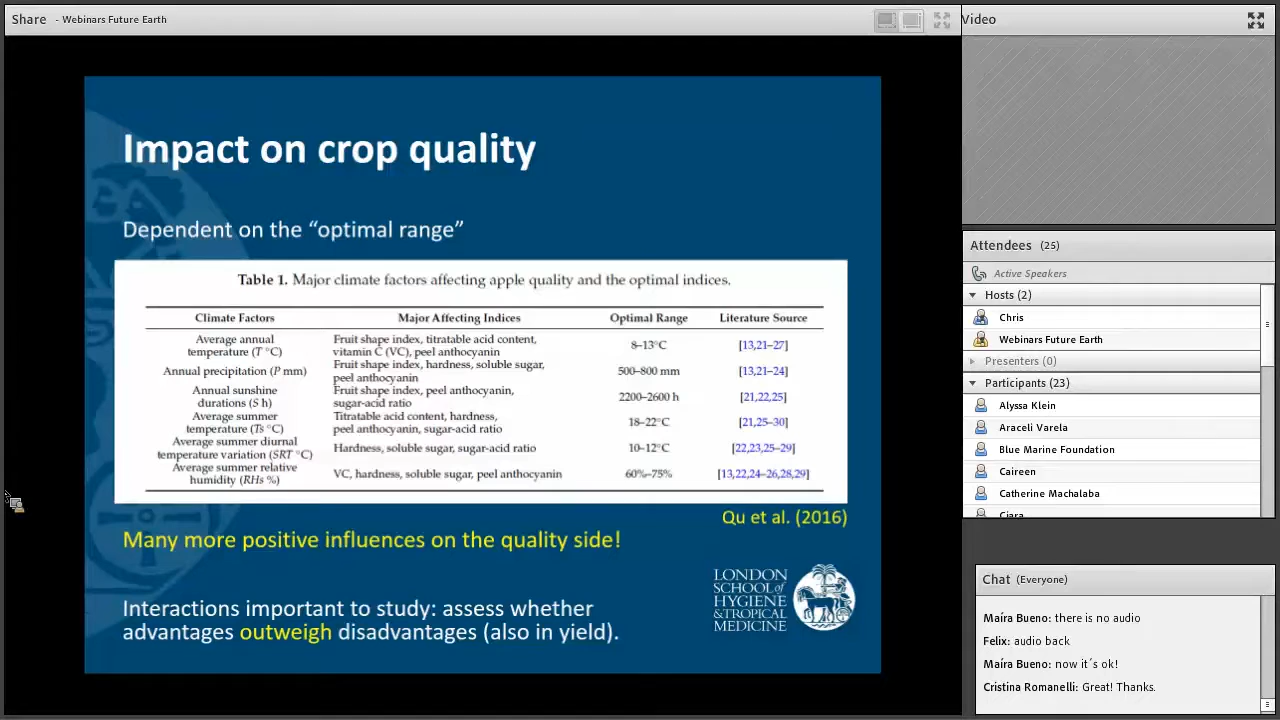 Share - Webinars Future Earth
Impact on crop quality
Dependent on the “optimal range”
Table 1. Major climate factors affecting apple quality and the optimal indices.
Climate Factors Major Affecting Indices Optimal Range Literature Source
Average annual
temperature (T °C)
Fruit shape index, titratable acid content,
vitamin C (VC), peel anthocyanin
8–13°C
[13,21–27]
Annual precipitation (P mm)
Fruit shape index, hardness, soluble sugar,
peel anthocyanin
500–800 mm
[13,21–24]
Annual sunshine
durations (S h)
Fruit shape index, peel anthocyanin,
sugar-acid ratio
2200–2600 h
[21,22,25]
Average summer
temperature (Ts °C)
Titratable acid content, hardness,
peel anthocyanin, sugar-acid ratio
18–22°C
[21,25–30]
Average summer diurnal
temperature variation (SRT °C)
Hardness, soluble sugar, sugar-acid ratio
10–12°C
[22,23,25–29]
Average summer relative
humidity (RHs %)
VC, hardness, soluble sugar, peel anthocyanin
60%–75%
[13,22,24–26,28,29]
Qu et al. (2016)
Many more positive influences on the quality side!
Interactions important to study: assess whether
advantages outweigh disadvantages (also in yield).
LONDON
SCHOOL of
HYGIENE
& TROPICAL
MEDICINE
Video
Attendees (25)
Active Speakers
Hosts (2)
Chris
Webinars Future Earth
Presenters (0)
Participants (23)
Alyssa Klein
Araceli Varela
Blue Marine Foundation
Caireen
Catherine Machalaba
Ciara
Chat (Everyone)
Maíra Bueno: there is no audio
Felix: audio back
Maíra Bueno: now it´s ok!
Cristina Romanelli: Great! Thanks.